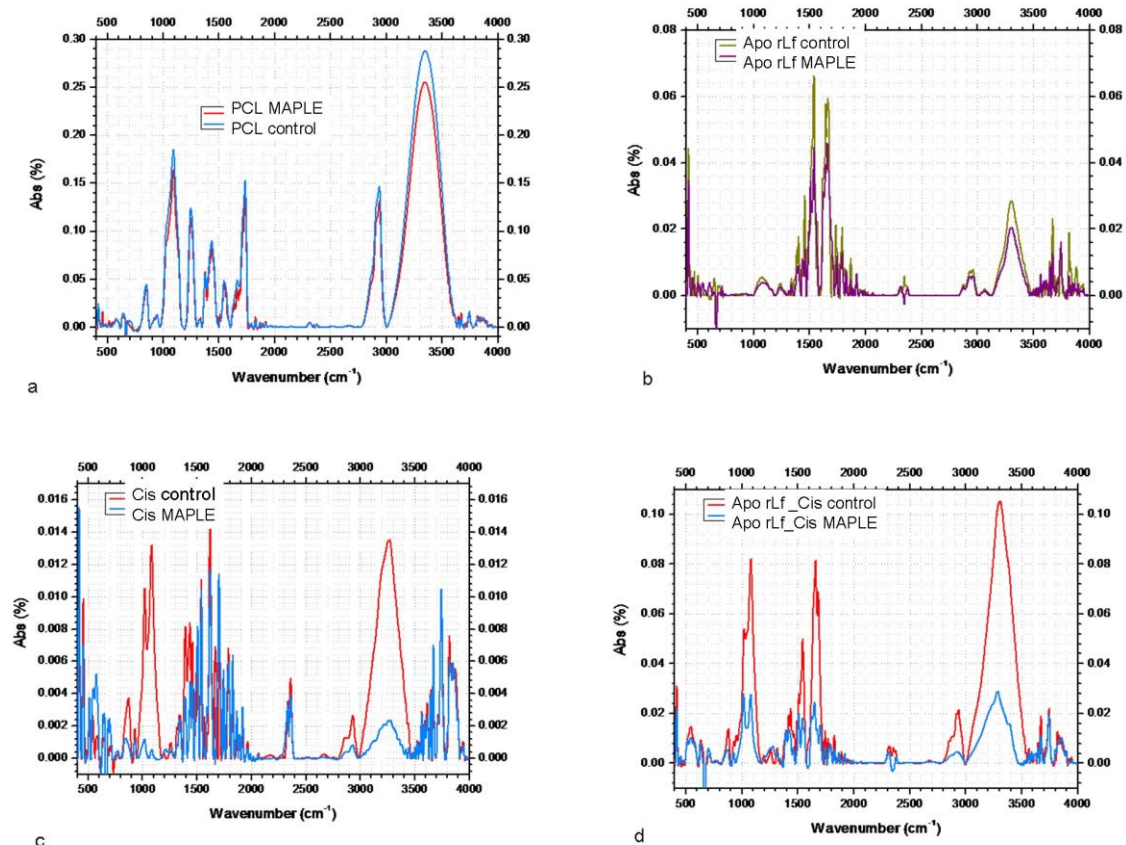 500 1000 1500 2000 2500 3000 3500 4000
0.30 0.30
0.25 0.25
0.20 0.20
0.15 0.15
0.10 0.10
0.05 0.05
0.00 0.00
PCL MAPLE
PCL control
Abs (%)
500 1000 1500 2000 2500 3000 3500 4000
Wavenumber (cm⁻¹)
a
500 1000 1500 2000 2500 3000 3500 4000
0.08 0.08
0.06 0.06
0.04 0.04
0.02 0.02
0.00 0.00
Apo rLf control
Apo rLf MAPLE
Abs (%)
500 1000 1500 2000 2500 3000 3500 4000
Wavenumber (cm⁻¹)
b
500 1000 1500 2000 2500 3000 3500 4000
0.016 0.016
0.014 0.014
0.012 0.012
0.010 0.010
0.008 0.008
0.006 0.006
0.004 0.004
0.002 0.002
0.000 0.000
Cis control
Cis MAPLE
Abs (%)
500 1000 1500 2000 2500 3000 3500 4000
Wavenumber (cm⁻¹)
c
500 1000 1500 2000 2500 3000 3500 4000
0.10 0.10
0.08 0.08
0.06 0.06
0.04 0.04
0.02 0.02
0.00 0.00
Apo rLf_Cis control
Apo rLf_Cis MAPLE
Abs (%)
500 1000 1500 2000 2500 3000 3500 4000
Wavenumber (cm⁻¹)
d